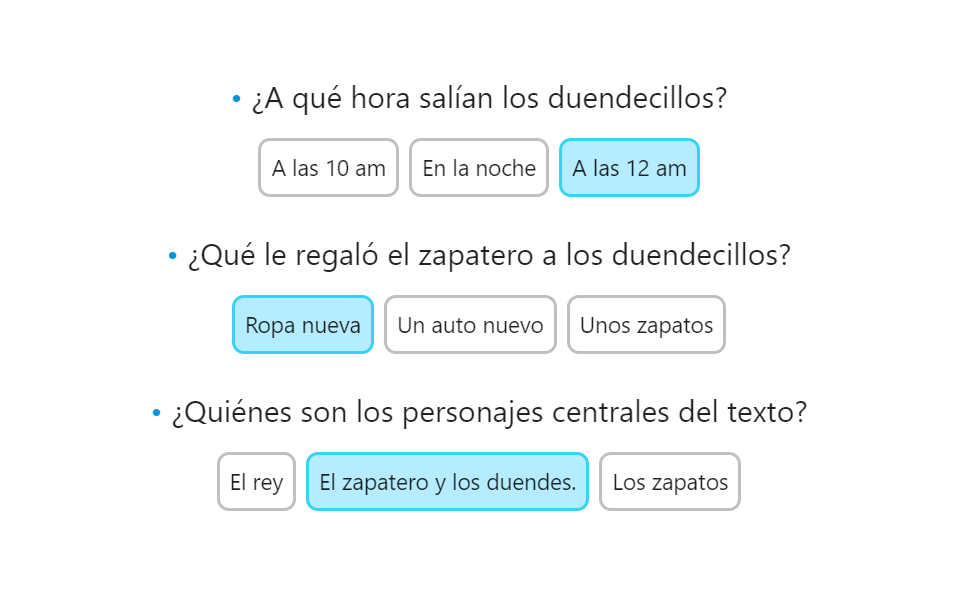 • ¿A qué hora salían los duendecillos?
A las 10 am En la noche A las 12 am
• ¿Qué le regaló el zapatero a los duendecillos?
Ropa nueva Un auto nuevo Unos zapatos
• ¿Quiénes son los personajes centrales del texto?
El rey El zapatero y los duendes. Los zapatos